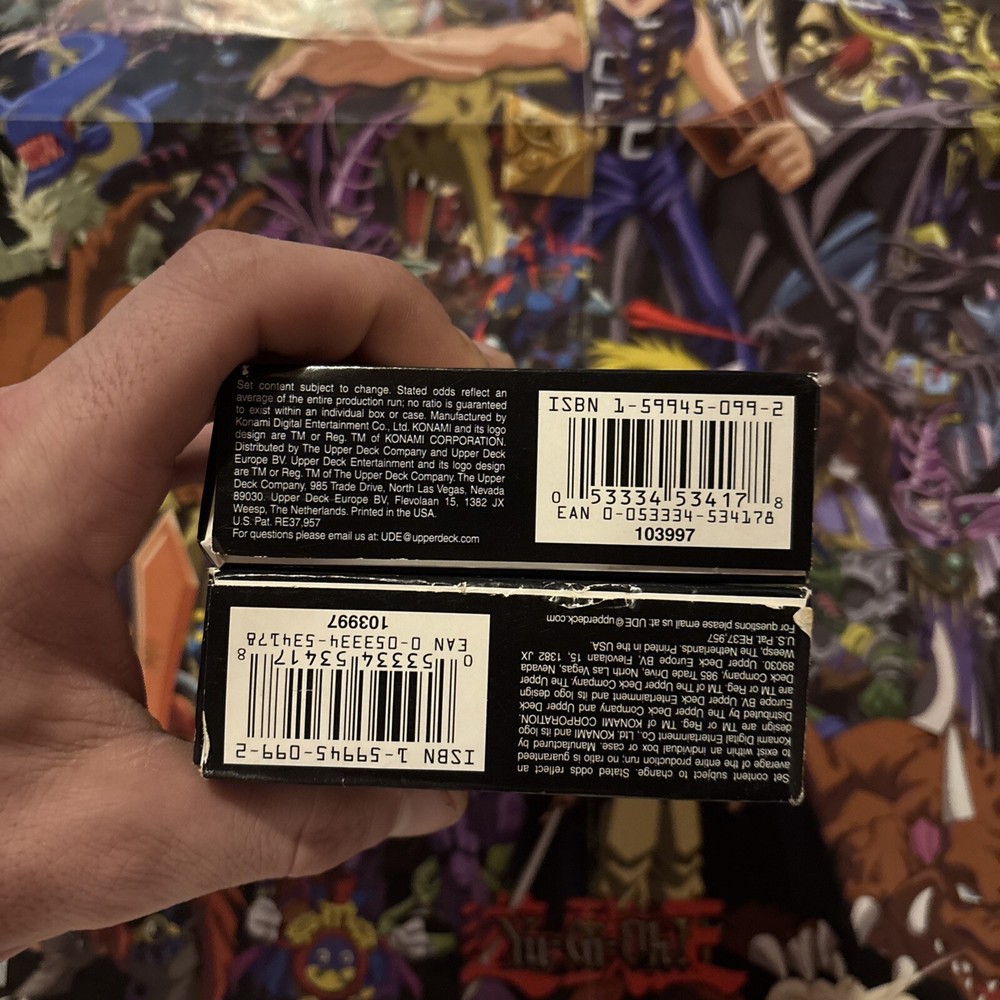 Set content subject to change. Stated odds reflect an
average of the entire production run; no ratio is guaranteed
to exist within an individual box or case. Manufactured by
Konami Digital Entertainment Co., Ltd. KONAMI and its logo
design are TM or Reg. TM of KONAMI CORPORATION.
Distributed by The Upper Deck Company and Upper Deck
Europe BV. Upper Deck Entertainment and its logo design
are TM or Reg. TM of The Upper Deck Company. The Upper
Deck Company, 985 Trade Drive, North Las Vegas, Nevada
89030. Upper Deck Europe BV, Flevolaan 15, 1382 JX
Weesp, The Netherlands. Printed in the USA.
U.S. Pat. RE37,957
For questions please email us at: UDE@upperdeck.com
ISBN 1-59945-099-2
0 53334 53417 8
EAN 0-053334-534178
103997
ISBN 1-59945-099-2
0 53334 53417 8
EAN 0-053334-534178
103997
Set content subject to change. Stated odds reflect an
average of the entire production run; no ratio is guaranteed
to exist within an individual box or case. Manufactured by
Konami Digital Entertainment Co., Ltd. KONAMI and its logo
design are TM or Reg. TM of KONAMI CORPORATION.
Distributed by The Upper Deck Company and Upper Deck
Europe BV. Upper Deck Entertainment and its logo design
are TM or Reg. TM of The Upper Deck Company. The Upper
Deck Company, 985 Trade Drive, North Las Vegas, Nevada
89030. Upper Deck Europe BV, Flevolaan 15, 1382 JX
Weesp, The Netherlands. Printed in the USA.
U.S. Pat. RE37,957
For questions please email us at: UDE@upperdeck.com
Yu-Gi-Oh!